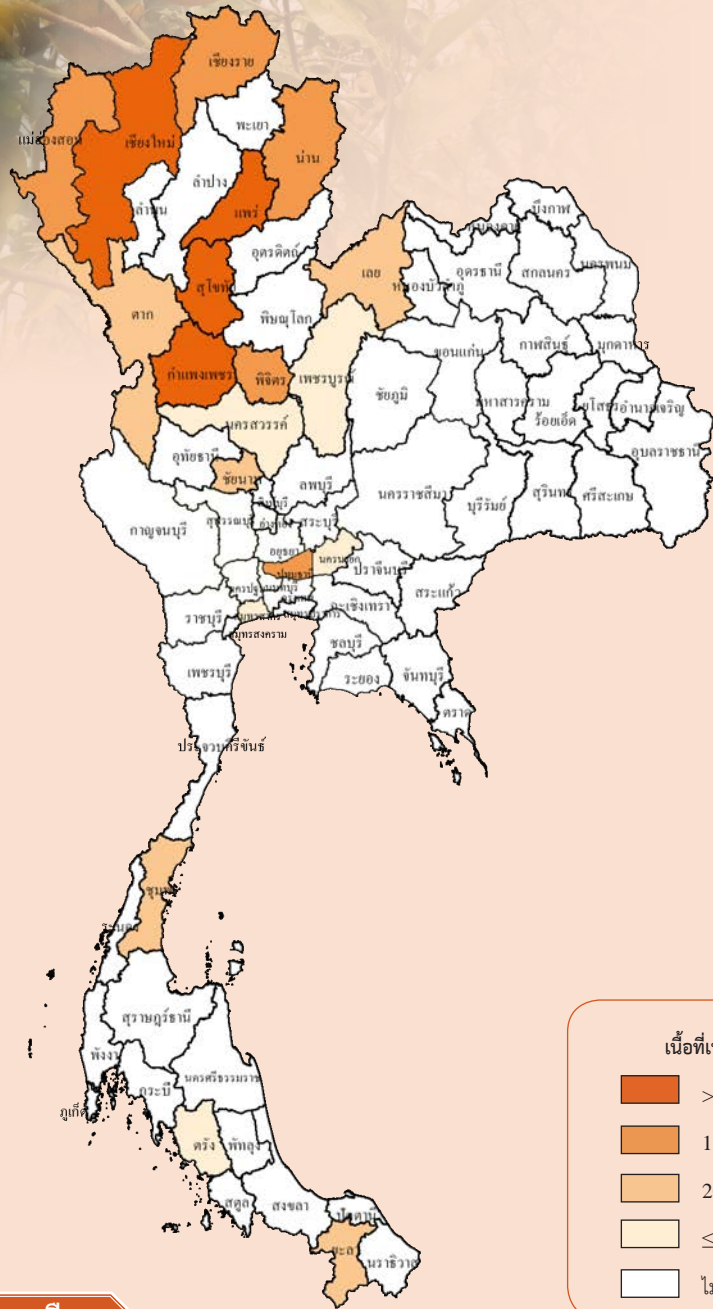 เชียงราย
พะเยา
แม่ฮ่องสอน
เชียงใหม่
น่าน
ลำปาง
ลำพูน
แพร่
อุตรดิตถ์
สุโขทัย
ตาก
พิษณุโลก
เลย
บึงกาฬ
อุดรธานี
สกลนคร
นครพนม
หนองบัวลำภู
กำแพงเพชร
พิจิตร
เพชรบูรณ์
ขอนแก่น
กาฬสินธุ์
มุกดาหาร
ชัยภูมิ
มหาสารคาม
ร้อยเอ็ด
ยโสธร
อำนาจเจริญ
นครสวรรค์
อุทัยธานี
ชัยนาท
ลพบุรี
นครราชสีมา
บุรีรัมย์
สุรินทร์
ศรีสะเกษ
อุบลราชธานี
กาญจนบุรี
สุพรรณบุรี
สระบุรี
อยุธยา
ปทุมธานี
นครนายก
ปราจีนบุรี
สระแก้ว
ราชบุรี
ฉะเชิงเทรา
สมุทรสงคราม
ชลบุรี
เพชรบุรี
ระยอง
จันทบุรี
ตราด
ประจวบคีรีขันธ์
ชุมพร
ระนอง
สุราษฎร์ธานี
พังงา
กระบี่
นครศรีธรรมราช
ภูเก็ต
ตรัง
พัทลุง
สตูล
สงขลา
ปัตตานี
ยะลา
นราธิวาส
เนื้อที่เ
>
1
2
≤
ไม